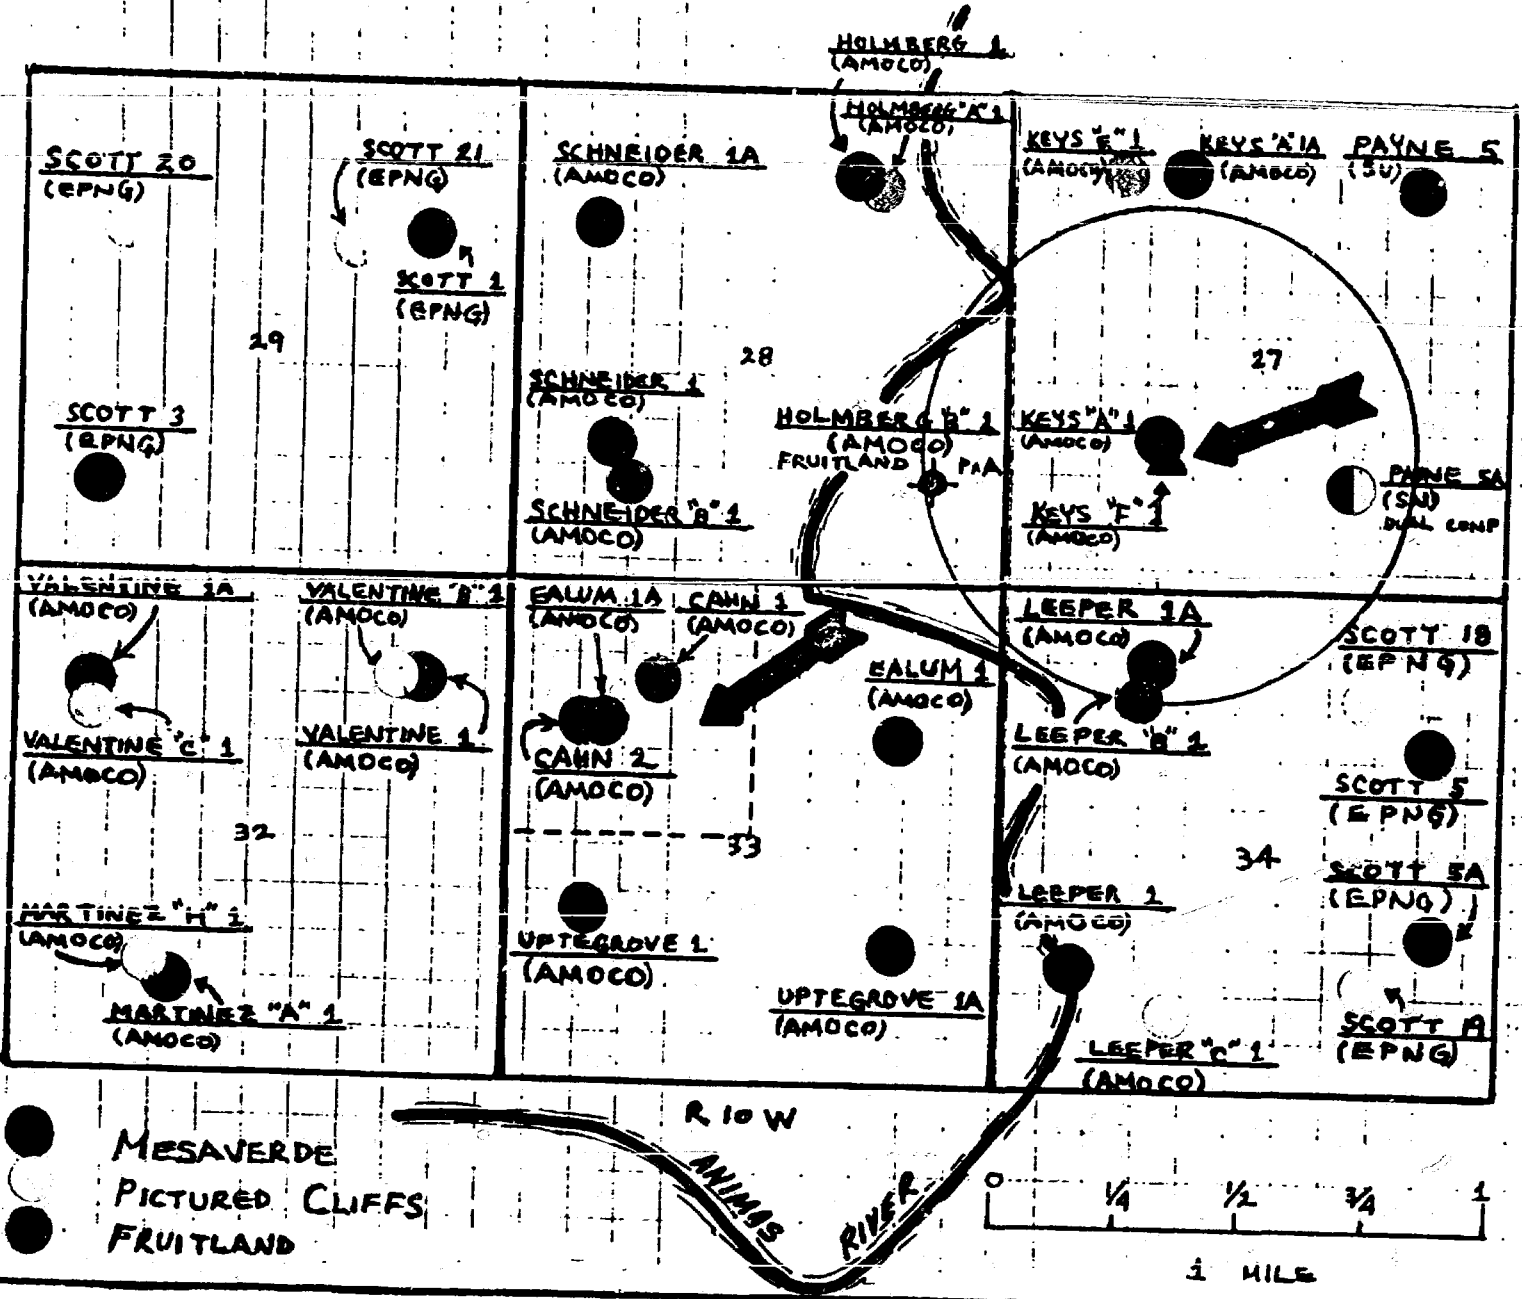 HOLMBERG 1
(AMOCO)
HOLMBERG "A" 1
(AMOCO)
SCOTT 20
(EPNG)
SCOTT 21
(EPNG)
SCHNEIDER 1A
(AMOCO)
KEYS "E" 1
(AMOCO)
KEYS "A" 1A
(AMOCO)
PAYNE 5
SCOTT 1
(EPNG)
29
28
27
SCHNEIDER 1
(AMOCO)
SCOTT 3
(EPNG)
HOLMBERG "B" 1
(AMOCO)
FRUITLAND
PxA
KEYS "A" 1
(AMOCO)
PAYNE 5A
(SN)
DUAL COMP
SCHNEIDER "B" 1
(AMOCO)
KEYS "F" 1
(AMOCO)
VALENTINE 1A
(AMOCO)
VALENTINE "B" 1
(AMOCO)
EALUM 1A
(AMOCO)
CAHN 1
(AMOCO)
LEEPER 1A
(AMOCO)
SCOTT 18
(EPNG)
EALUM 1
(AMOCO)
VALENTINE "C" 1
(AMOCO)
VALENTINE 1
(AMOCO)
CAHN 2
(AMOCO)
LEEPER "B" 1
(AMOCO)
SCOTT 5
(EPNG)
32
33
34
SCOTT 5A
(EPNG)
MARTINEZ "H" 1
(AMOCO)
UPTEGROVE 1
(AMOCO)
LEEPER 1
(AMOCO)
MARTINEZ "A" 1
(AMOCO)
UPTEGROVE 1A
(AMOCO)
SCOTT 19
(EPNG)
LEEPER "C" 1
(AMOCO)
R 10 W
MESAVERDE
PICTURED CLIFFS
FRUITLAND
ANIMAS RIVER
0 1/4 1/2 3/4 1
1 MILE